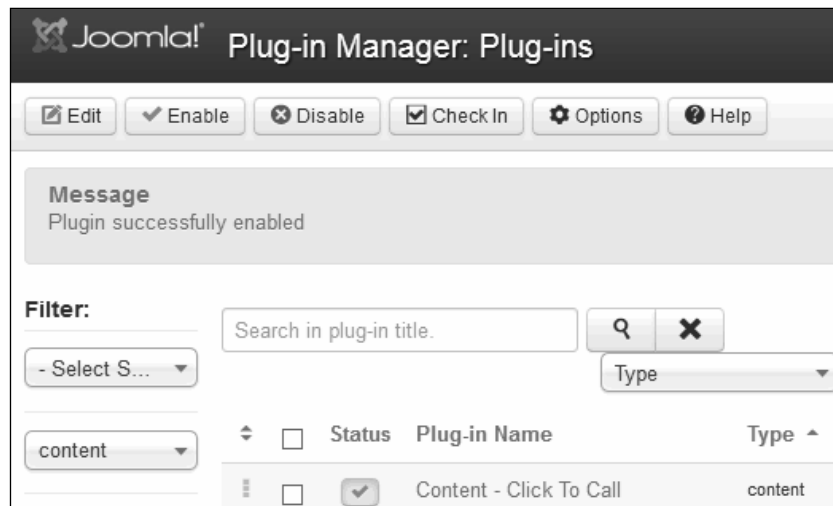 Joomla! Plug-in Manager: Plug-ins
Edit Enable Disable Check In Options Help
Message
Plugin successfully enabled
Filter:
Search in plug-in title.
- Select S...
Type
content
Status Plug-in Name Type
Content - Click To Call content